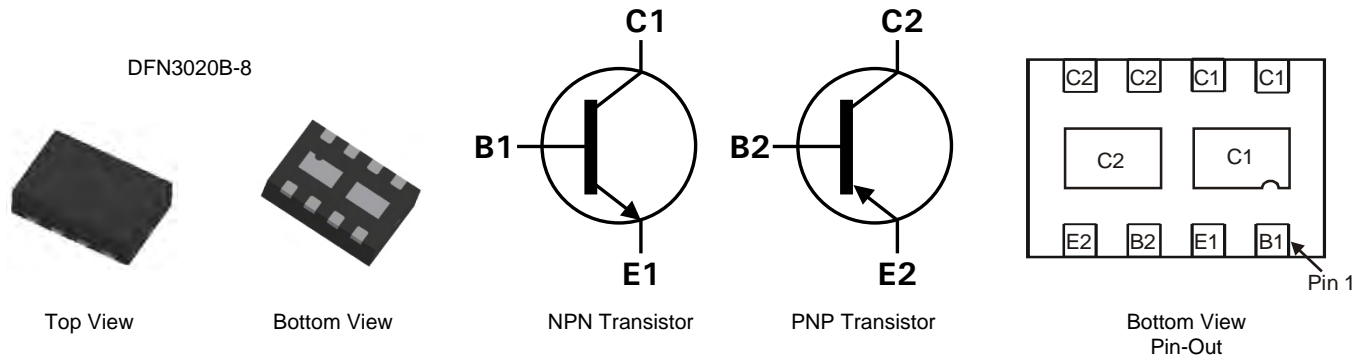 DFN3020B-8
Top View
Bottom View
C1
B1
E1
NPN Transistor
C2
B2
E2
PNP Transistor
C2 C2 C1 C1
C2 C1
E2 B2 E1 B1
Pin 1
Bottom View
Pin-Out